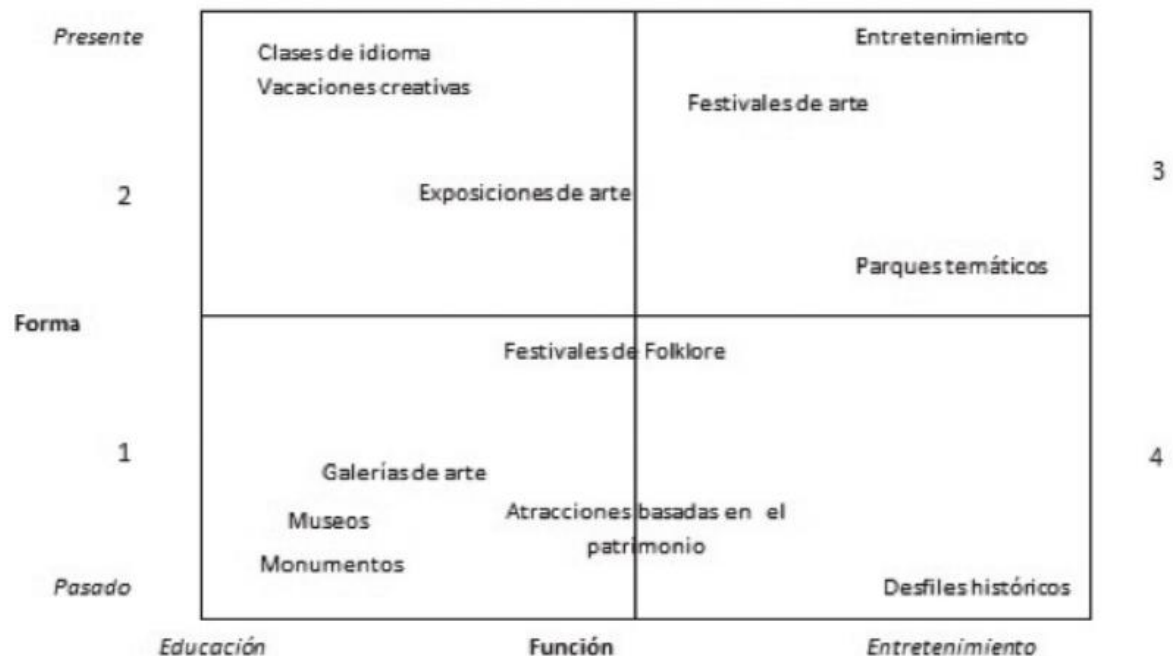 Presente
Entretenimiento
Clases de idioma
Vacaciones creativas
Festivales de arte
3
2
Exposiciones de arte
Parques temáticos
Forma
Festivales de Folklore
1
4
Galerías de arte
Museos
Atracciones basadas en el
patrimonio
Monumentos
Pasado
Desfiles históricos
Educación
Función
Entretenimiento